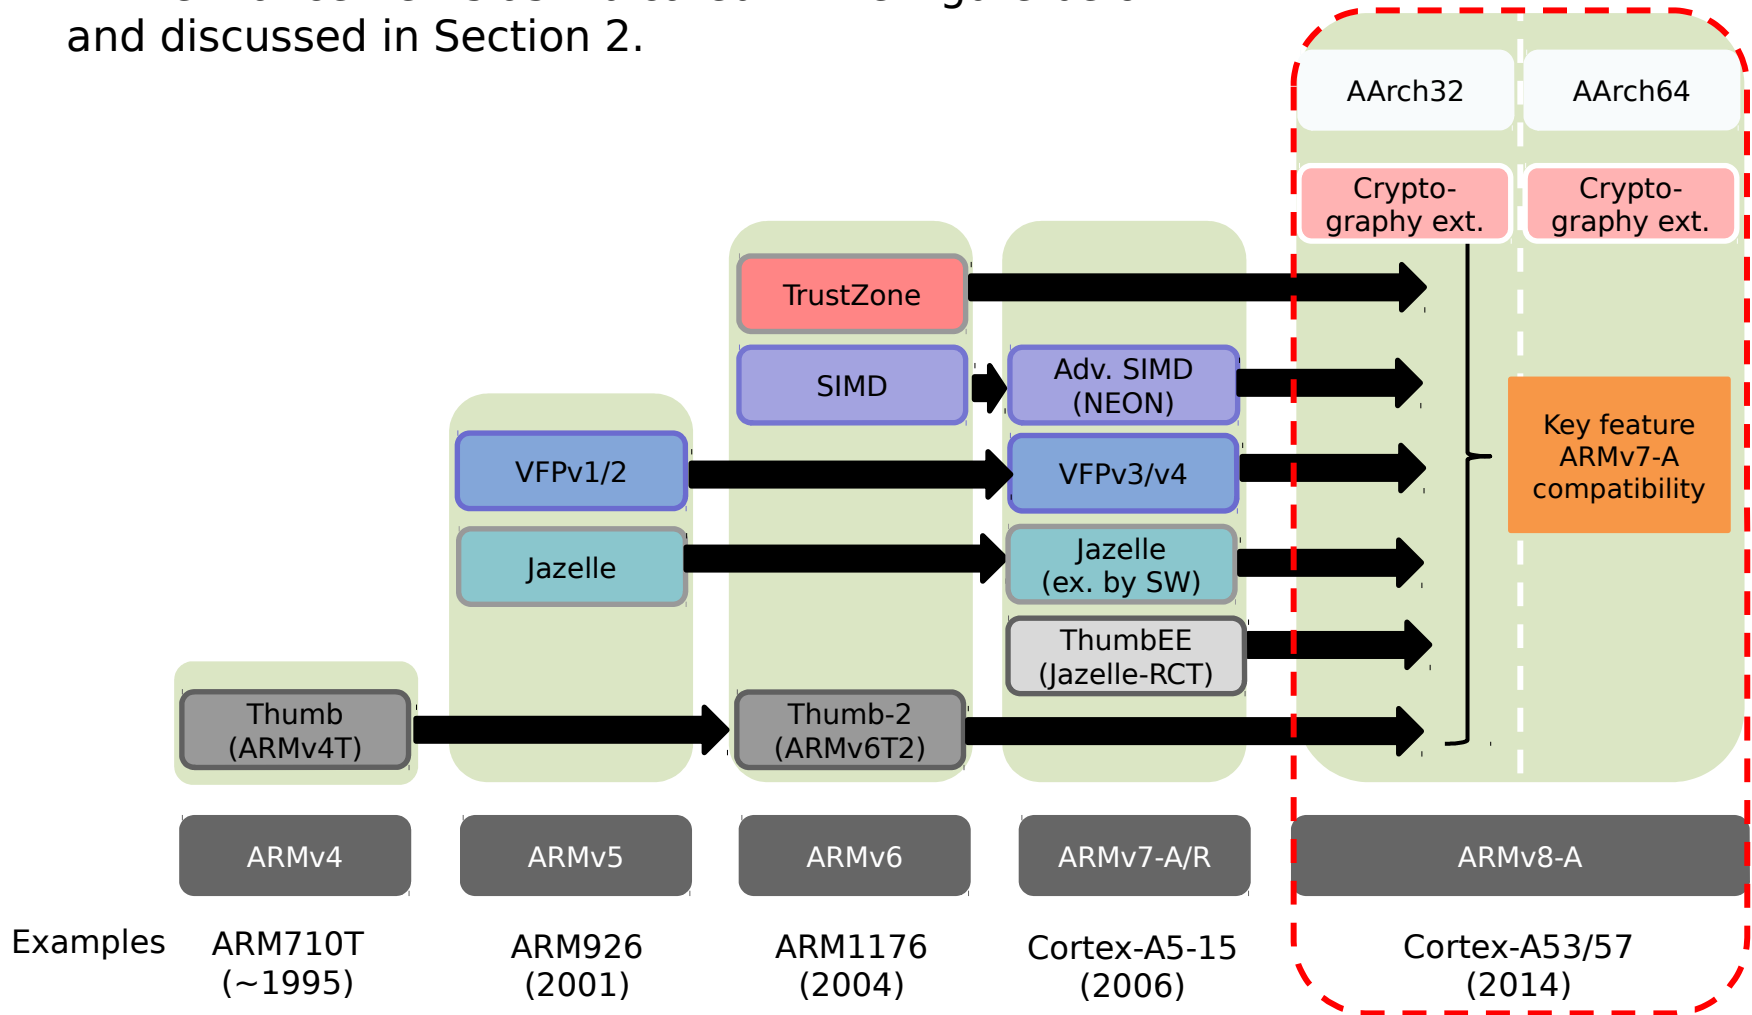 and discussed in Section 2.
AArch32
AArch64
Crypto-
graphy ext.
Crypto-
graphy ext.
TrustZone
SIMD
Adv. SIMD
(NEON)
VFPv1/2
VFPv3/v4
Key feature
ARMv7-A
compatibility
Jazelle
Jazelle
(ex. by SW)
ThumbEE
(Jazelle-RCT)
Thumb
(ARMv4T)
Thumb-2
(ARMv6T2)
ARMv4
ARMv5
ARMv6
ARMv7-A/R
ARMv8-A
Examples
ARM710T
(~1995)
ARM926
(2001)
ARM1176
(2004)
Cortex-A5-15
(2006)
Cortex-A53/57
(2014)